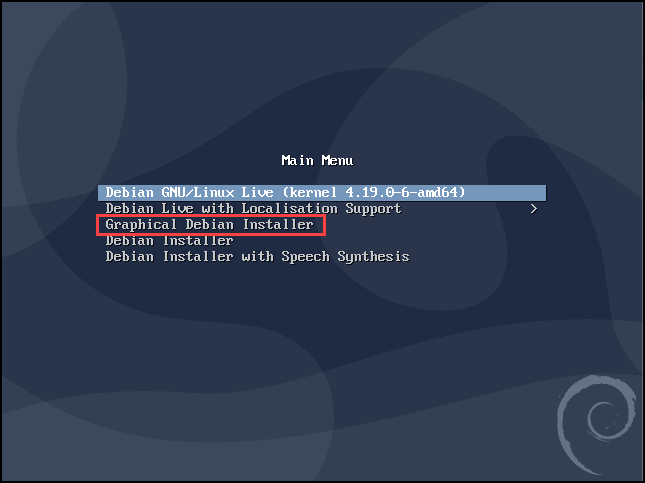 Main Menu
Debian GNU/Linux Live (kernel 4.19.0-6-amd64)
Debian Live with Localisation Support >
Graphical Debian Installer
Debian Installer
Debian Installer with Speech Synthesis